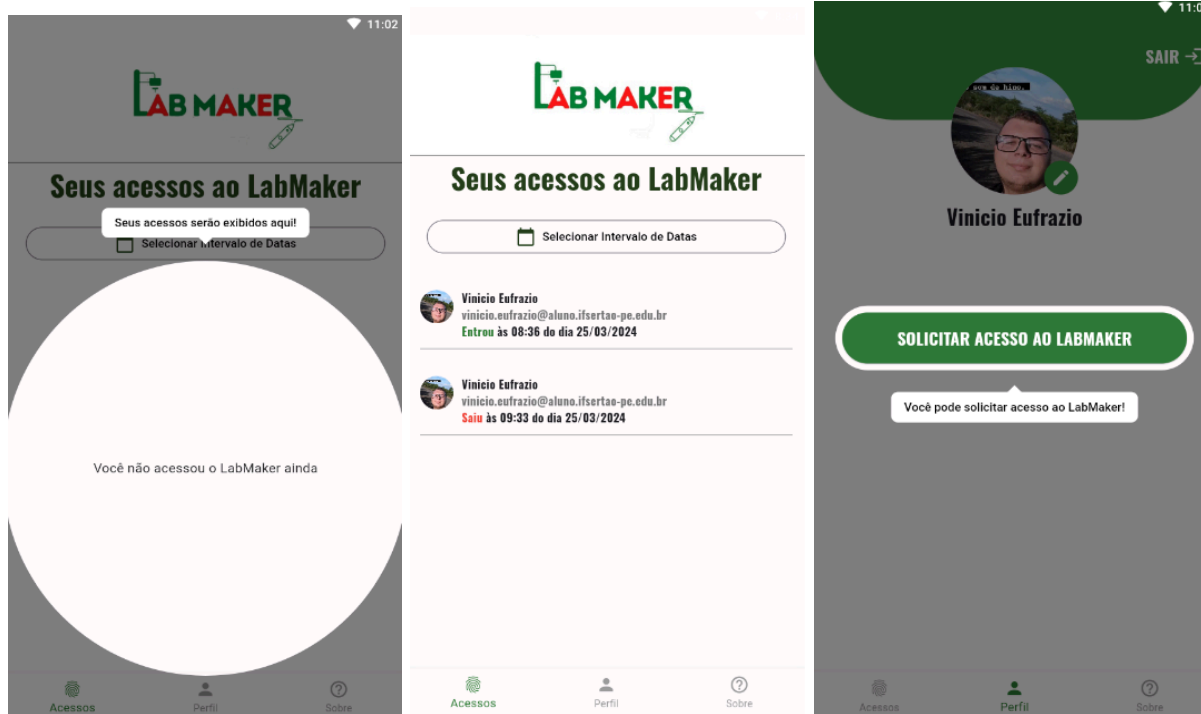 11:02
LAB MAKER
Seus acessos ao LabMaker
Seus acessos serão exibidos aqui!
Selecionar Intervalo de Datas
Você não acessou o LabMaker ainda
Acessos
Perfil
Sobre
LAB MAKER
Seus acessos ao LabMaker
Selecionar Intervalo de Datas
Vinicio Eufrazio
vinicio.eufrazio@aluno.ifsertao-pe.edu.br
Entrou às 08:36 do dia 25/03/2024
Vinicio Eufrazio
vinicio.eufrazio@aluno.ifsertao-pe.edu.br
Saiu às 09:33 do dia 25/03/2024
Acessos
Perfil
Sobre
SAIR
Vinicio Eufrazio
SOLICITAR ACESSO AO LABMAKER
Você pode solicitar acesso ao LabMaker!
Acessos
Perfil
Sobre